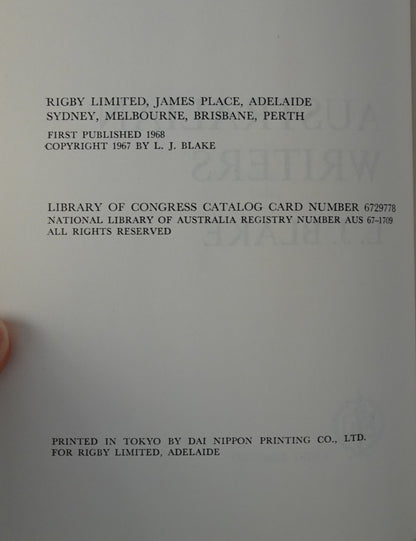 RIGBY LIMITED, JAMES PLACE, ADELAIDE
SYDNEY, MELBOURNE, BRISBANE, PERTH
FIRST PUBLISHED 1968
COPYRIGHT 1967 BY L. J. BLAKE
LIBRARY OF CONGRESS CATALOG CARD NUMBER 6729778
NATIONAL LIBRARY OF AUSTRALIA REGISTRY NUMBER AUS 67-1709
ALL RIGHTS RESERVED
PRINTED IN TOKYO BY DAI NIPPON PRINTING CO., LTD.
FOR RIGBY LIMITED, ADELAIDE